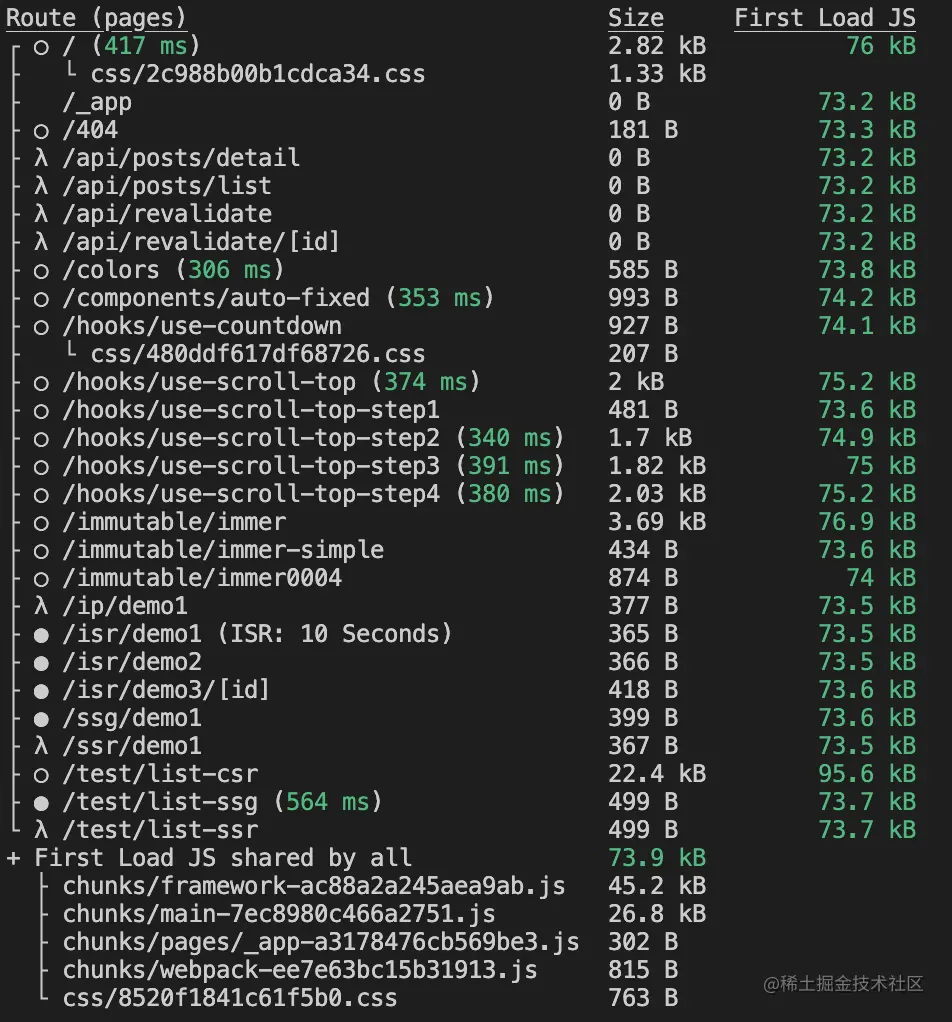 Route (pages) Size First Load JS
┌ ○ / (417 ms) 2.82 kB 76 kB
├   └ css/2c988b00b1cdca34.css 1.33 kB
├   /_app 0 B 73.2 kB
├ ○ /404 181 B 73.3 kB
├ λ /api/posts/detail 0 B 73.2 kB
├ λ /api/posts/list 0 B 73.2 kB
├ λ /api/revalidate 0 B 73.2 kB
├ λ /api/revalidate/[id] 0 B 73.2 kB
├ ○ /colors (306 ms) 585 B 73.8 kB
├ ○ /components/auto-fixed (353 ms) 993 B 74.2 kB
├ ○ /hooks/use-countdown 927 B 74.1 kB
├   └ css/480ddf617df68726.css 207 B
├ ○ /hooks/use-scroll-top (374 ms) 2 kB 75.2 kB
├ ○ /hooks/use-scroll-top-step1 481 B 73.6 kB
├ ○ /hooks/use-scroll-top-step2 (340 ms) 1.7 kB 74.9 kB
├ ○ /hooks/use-scroll-top-step3 (391 ms) 1.82 kB 75 kB
├ ○ /hooks/use-scroll-top-step4 (380 ms) 2.03 kB 75.2 kB
├ ○ /immutable/immer 3.69 kB 76.9 kB
├ ○ /immutable/immer-simple 434 B 73.6 kB
├ ○ /immutable/immer0004 874 B 74 kB
├ λ /ip/demo1 377 B 73.5 kB
├ ● /isr/demo1 (ISR: 10 Seconds) 365 B 73.5 kB
├ ● /isr/demo2 366 B 73.5 kB
├ ● /isr/demo3/[id] 418 B 73.6 kB
├ ● /ssg/demo1 399 B 73.6 kB
├ λ /ssr/demo1 367 B 73.5 kB
├ ○ /test/list-csr 22.4 kB 95.6 kB
├ ● /test/list-ssg (564 ms) 499 B 73.7 kB
└ λ /test/list-ssr 499 B 73.7 kB
+ First Load JS shared by all 73.9 kB
├ chunks/framework-ac88a2a245aea9ab.js 45.2 kB
├ chunks/main-7ec8980c466a2751.js 26.8 kB
├ chunks/pages/_app-a3178476cb569be3.js 302 B
├ chunks/webpack-ee7e63bc15b31913.js 815 B
└ css/8520f1841c61f5b0.css 763 B
@稀土掘金技术社区